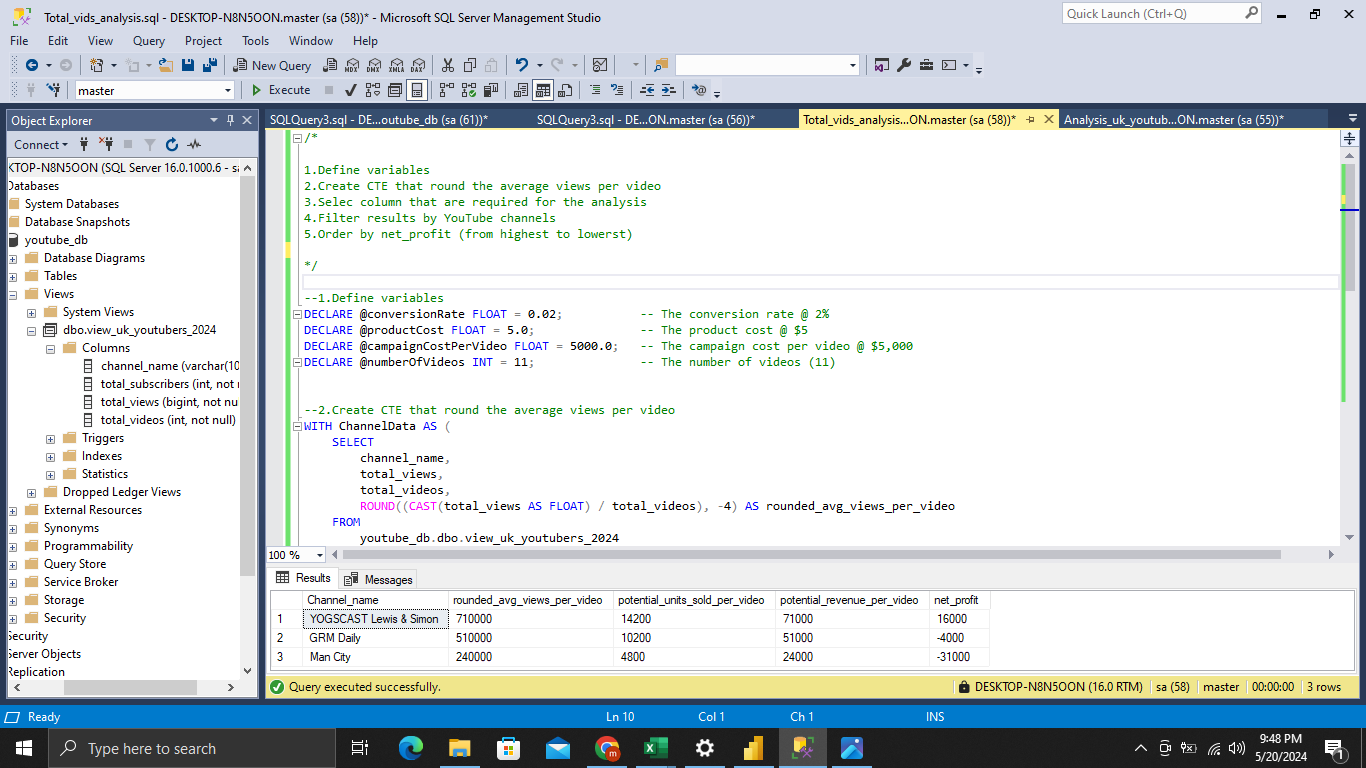 Total_vids_analysis.sql - DESKTOP-N8N5OON.master (sa (58))* - Microsoft SQL Server Management Studio
Quick Launch (Ctrl+Q)
File Edit View Query Project Tools Window Help
New Query MDX DMX XMLA DAX
master
Execute
Object Explorer
Connect
KTOP-N8N5OON (SQL Server 16.0.1000.6 - sa
Databases
System Databases
Database Snapshots
youtube_db
Database Diagrams
Tables
Views
System Views
dbo.view_uk_youtubers_2024
Columns
channel_name (varchar(10
total_subscribers (int, not n
total_views (bigint, not nu
total_videos (int, not null)
Triggers
Indexes
Statistics
Dropped Ledger Views
External Resources
Synonyms
Programmability
Query Store
Service Broker
Storage
Security
Security
Server Objects
Replication
SQLQuery3.sql - DE...outube_db (sa (61))*
SQLQuery3.sql - DE...ON.master (sa (56))*
Total_vids_analysis...ON.master (sa (58))*
Analysis_uk_youtub...ON.master (sa (55))*
/*
1.Define variables
2.Create CTE that round the average views per video
3.Selec column that are required for the analysis
4.Filter results by YouTube channels
5.Order by net_profit (from highest to lowerst)
*/
--1.Define variables
DECLARE @conversionRate FLOAT = 0.02; -- The conversion rate @ 2%
DECLARE @productCost FLOAT = 5.0; -- The product cost @ $5
DECLARE @campaignCostPerVideo FLOAT = 5000.0; -- The campaign cost per video @ $5,000
DECLARE @numberOfVideos INT = 11; -- The number of videos (11)
--2.Create CTE that round the average views per video
WITH ChannelData AS (
SELECT
channel_name,
total_views,
total_videos,
ROUND((CAST(total_views AS FLOAT) / total_videos), -4) AS rounded_avg_views_per_video
FROM
youtube_db.dbo.view_uk_youtubers_2024
100 %
Results Messages
Channel_name rounded_avg_views_per_video potential_units_sold_per_video potential_revenue_per_video net_profit
1 YOGSCAST Lewis & Simon 710000 14200 71000 16000
2 GRM Daily 510000 10200 51000 -4000
3 Man City 240000 4800 24000 -31000
Query executed successfully. DESKTOP-N8N5OON (16.0 RTM) sa (58) master 00:00:00 3 rows
Ready Ln 10 Col 1 Ch 1 INS
Type here to search
9:48 PM
5/20/2024
1